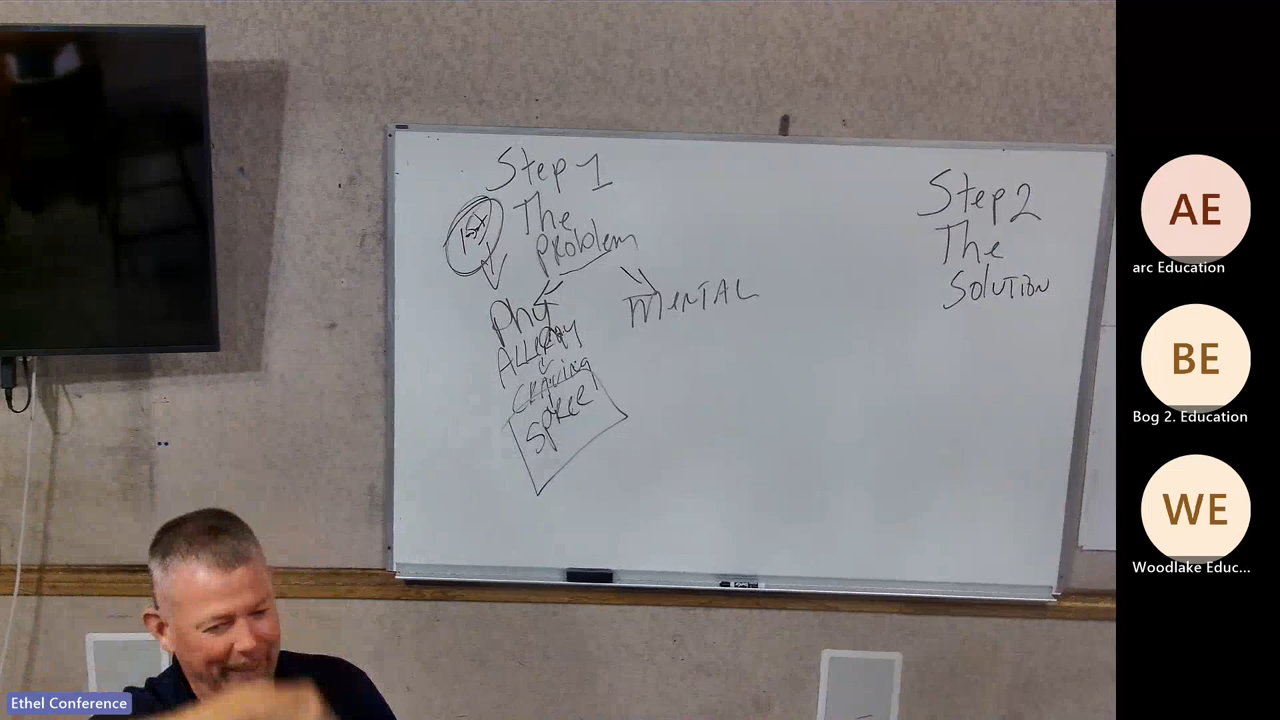 Step 1
The
problem
1st
Phy
ALLERGY
CRAVING
SPREE
MENTAL
Step 2
The
SOLUTION
AE
arc Education
BE
Bog 2. Education
WE
Woodlake Educ...
Ethel Conference